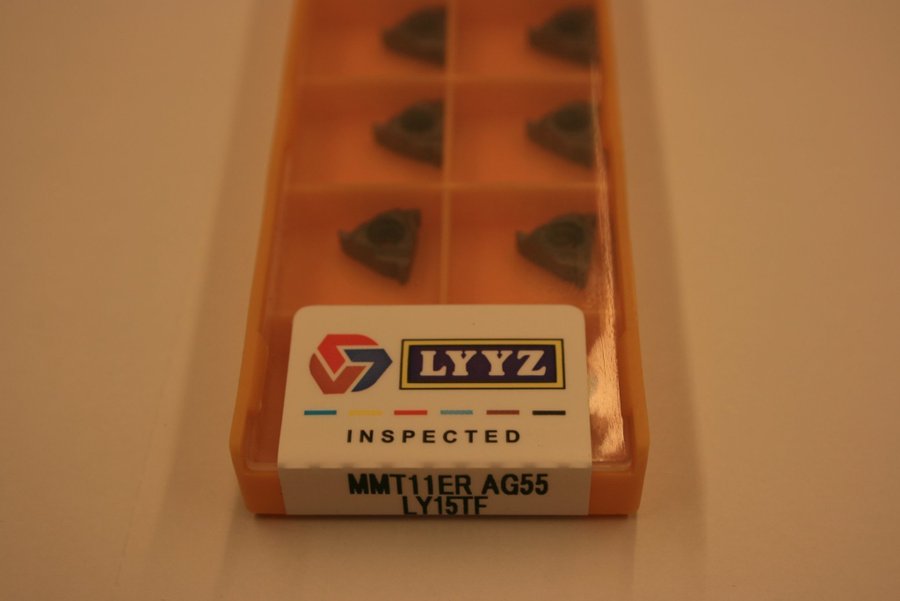 LYYZ
INSPECTED
MMT11ER AG55
LY15TF